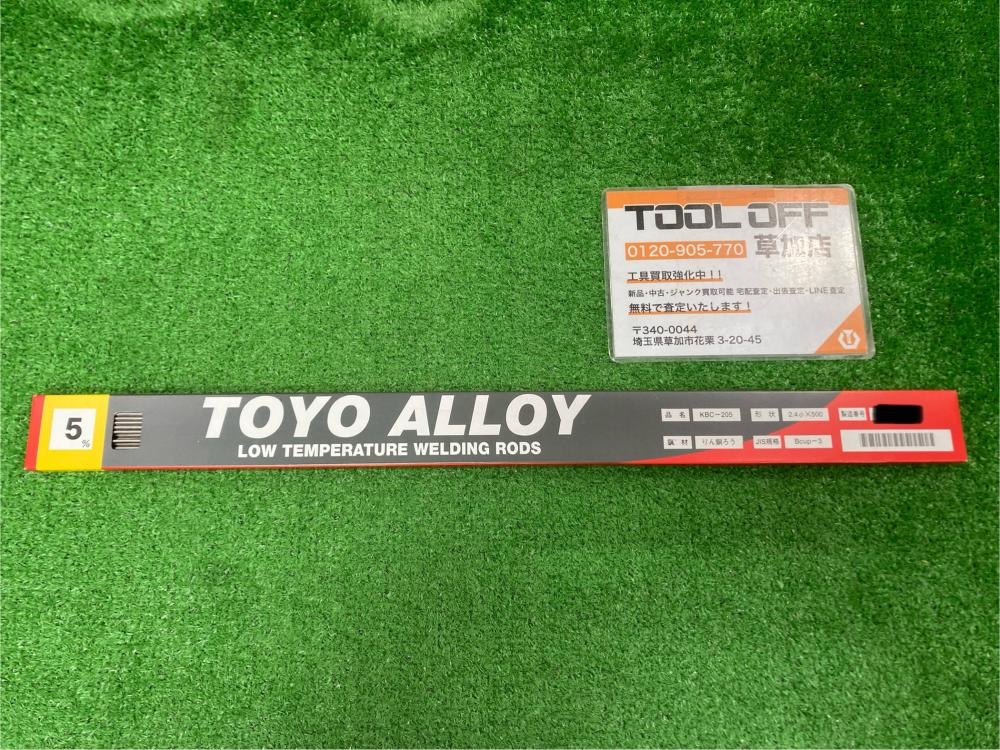 TOOL OFF
0120-905-770 草加店
工具買取強化中!!
新品・中古・ジャンク買取可能 宅配査定・出張査定・LINE査定
無料で査定いたします!
〒340-0044
埼玉県草加市花栗 3-20-45
5%
TOYO ALLOY
LOW TEMPERATURE WELDING RODS
品名 KBC-205 形状 2.4φ×500 製造番号
鋼材 りん銅ろう JIS規格 Bcup-3